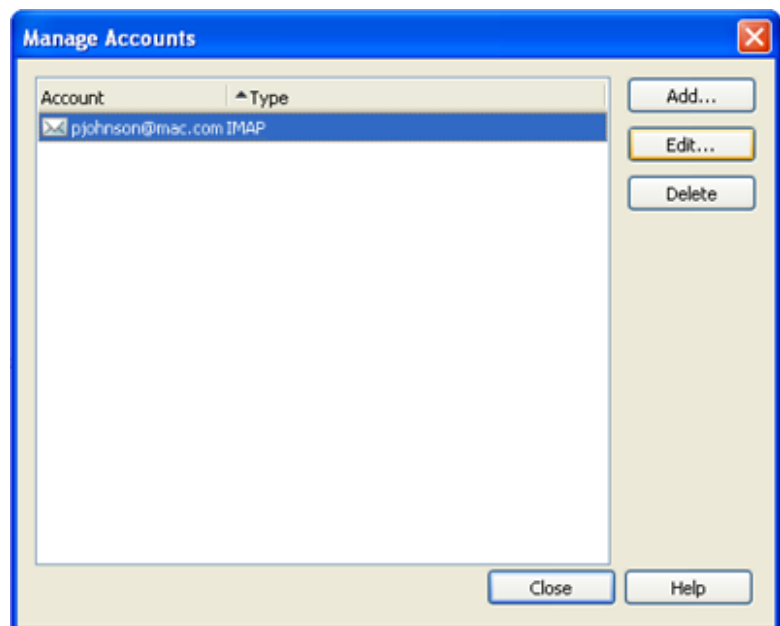 Manage Accounts
Account Type Add...
pjohnson@mac.com IMAP
Edit...
Delete
Close Help